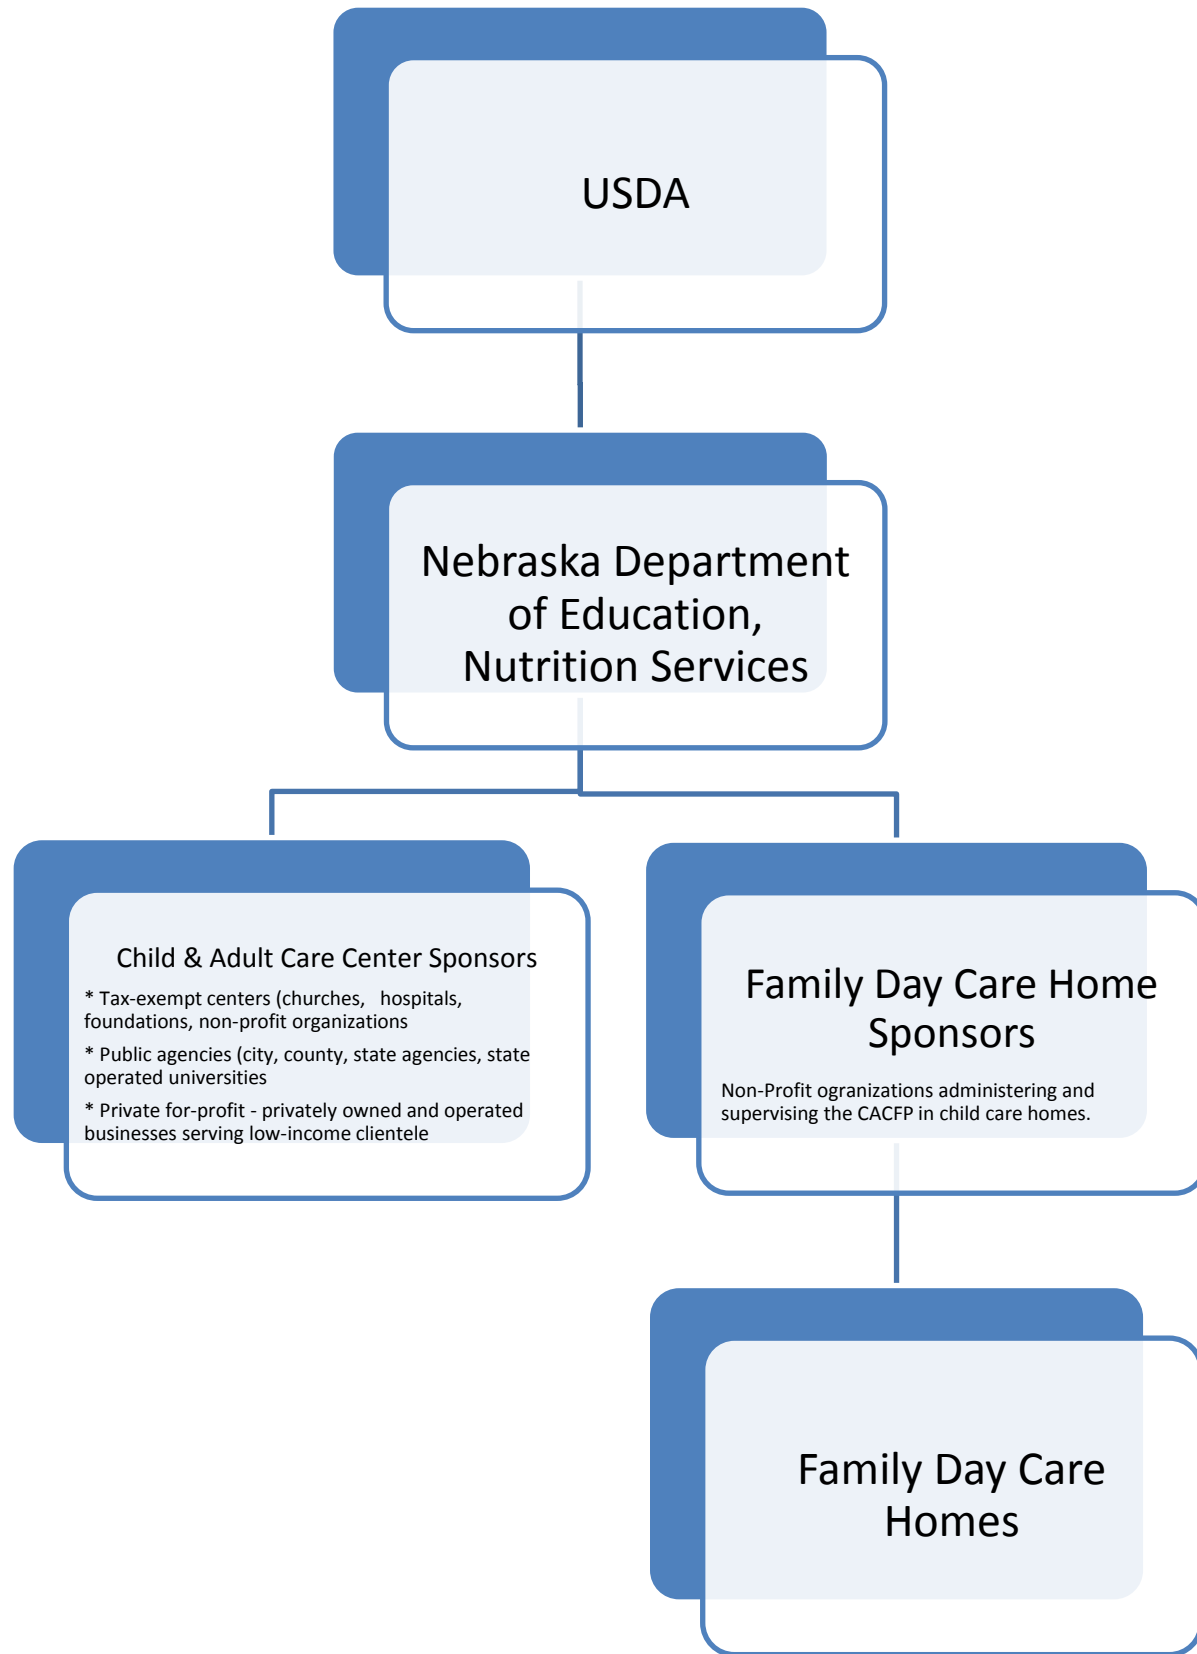 USDA
Nebraska Department
of Education,
Nutrition Services
Child & Adult Care Center Sponsors
* Tax-exempt centers (churches,   hospitals,
foundations, non-profit organizations
* Public agencies (city, county, state agencies, state
operated universities
* Private for-profit - privately owned and operated
businesses serving low-income clientele
Family Day Care Home
Sponsors
Non-Profit ogranizations administering and
supervising the CACFP in child care homes.
Family Day Care
Homes